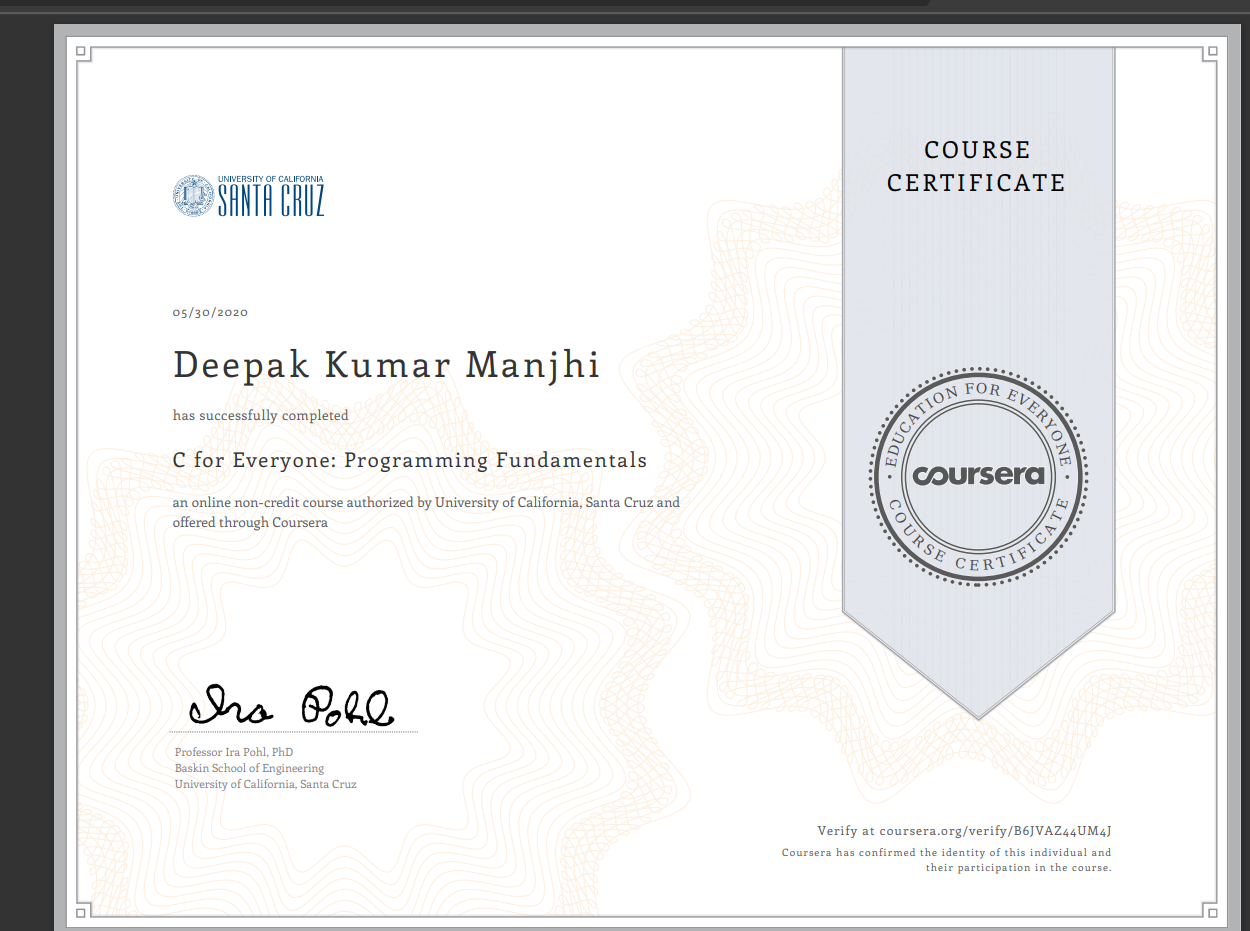 COURSE
CERTIFICATE
UNIVERSITY OF CALIFORNIA
SANTA CRUZ
05/30/2020
Deepak Kumar Manjhi
has successfully completed
C for Everyone: Programming Fundamentals
an online non-credit course authorized by University of California, Santa Cruz and
offered through Coursera
EDUCATION FOR EVERYONE
coursera
COURSE CERTIFICATE
Ira Pohl
Professor Ira Pohl, PhD
Baskin School of Engineering
University of California, Santa Cruz
Verify at coursera.org/verify/B6JVAZ44UM4J
Coursera has confirmed the identity of this individual and
their participation in the course.